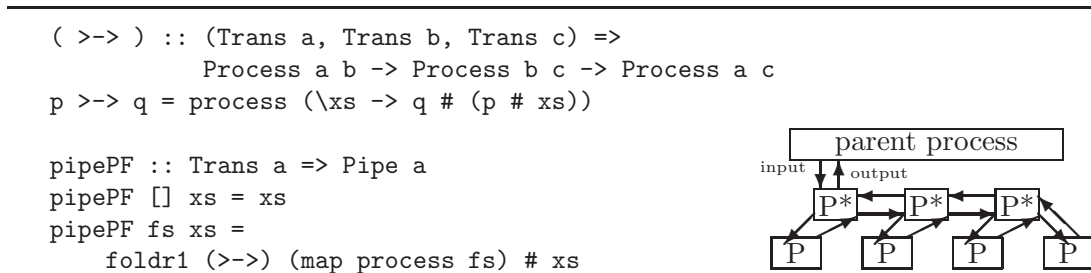 ( >-> ) :: (Trans a, Trans b, Trans c) =>
Process a b -> Process b c -> Process a c
p >-> q = process (\xs -> q # (p # xs))
pipePF :: Trans a => Pipe a
pipePF [] xs = xs
pipePF fs xs =
foldr1 (>->) (map process fs) # xs
parent process
input
output
P* P* P*
P P P P